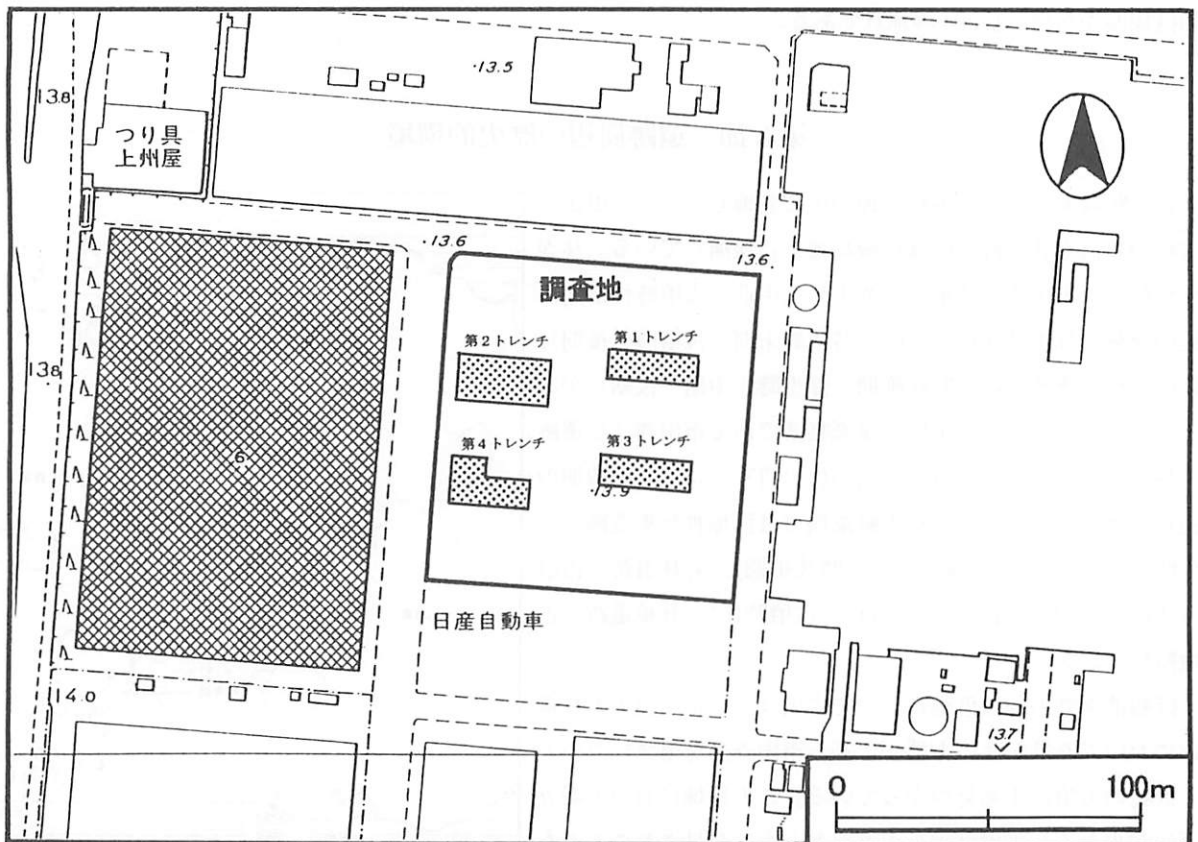 ・13.5
13.8
つり具
上州屋
・13.6
13.6.
調査地
第2トレンチ
第1トレンチ
13.8
第4トレンチ
第3トレンチ
6
・13.9
日産自動車
14.0
13.7
0 100m